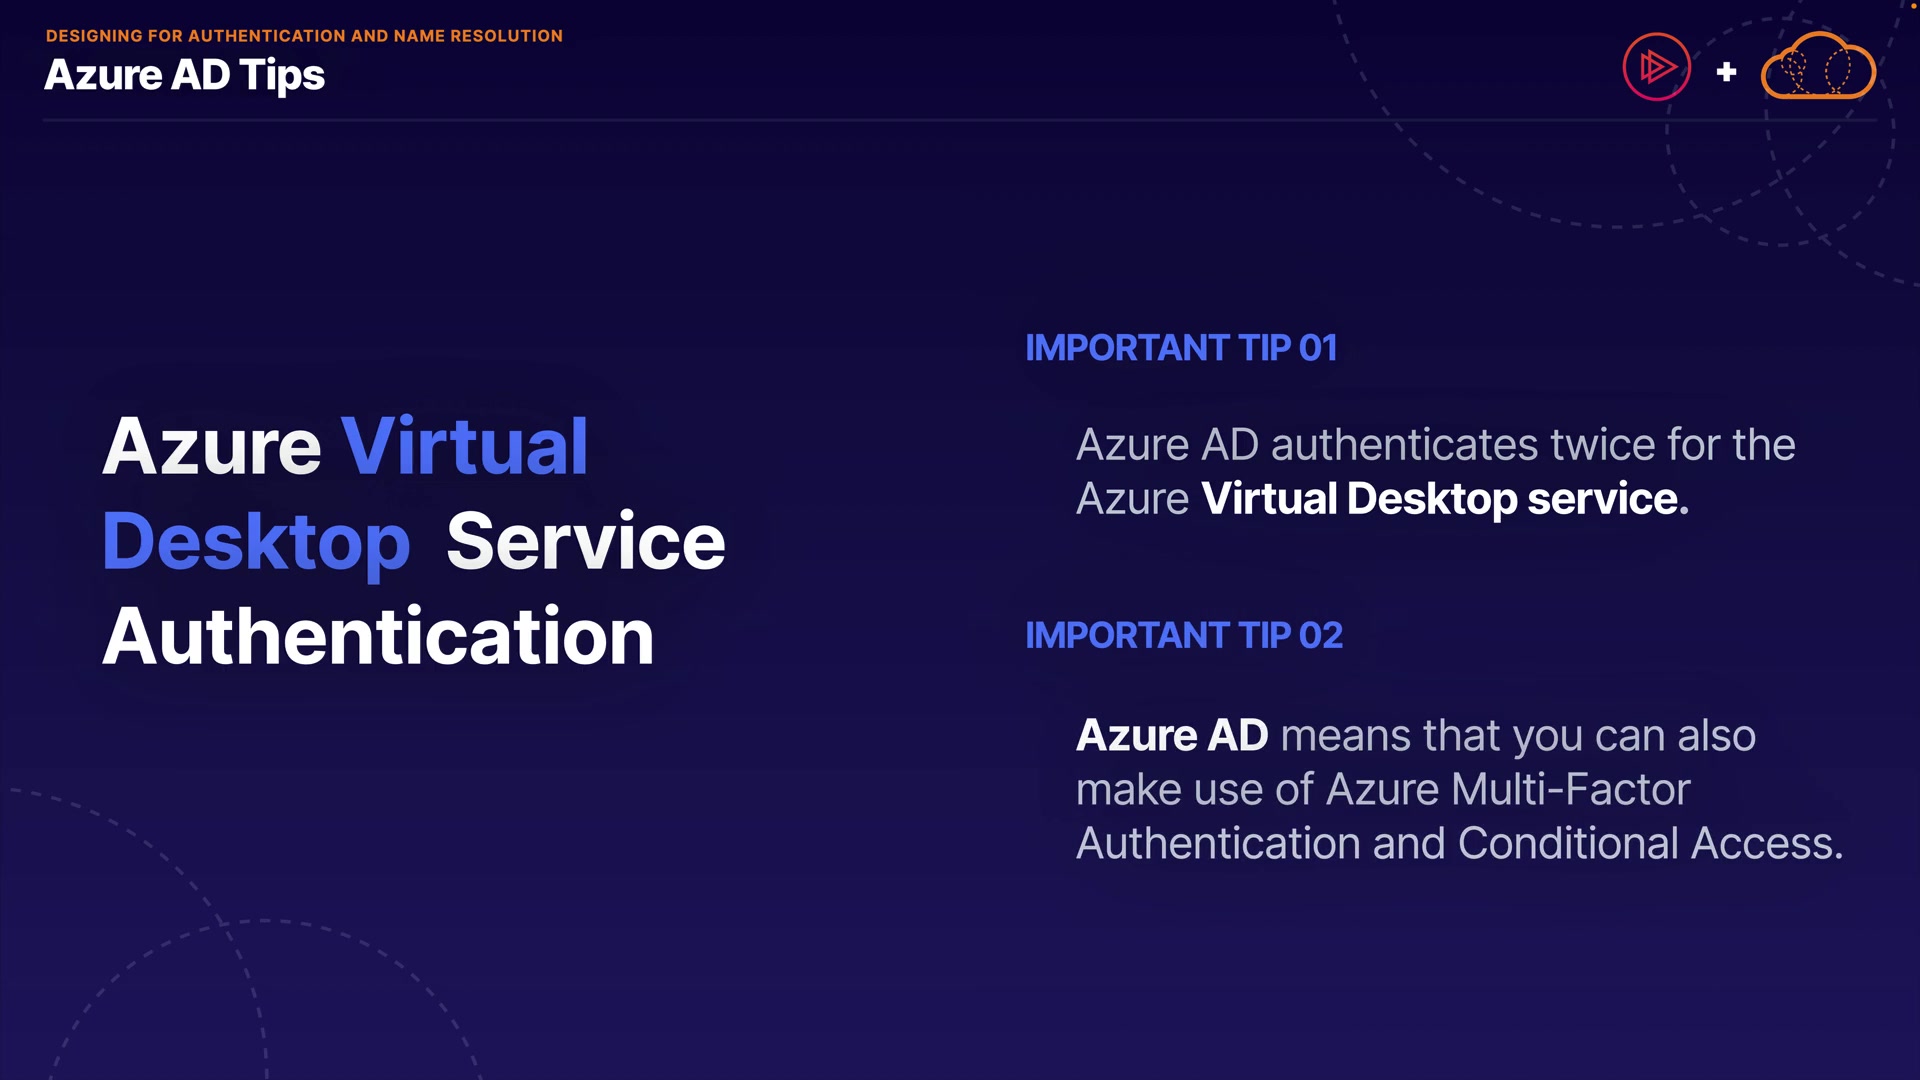 DESIGNING FOR AUTHENTICATION AND NAME RESOLUTION
Azure AD Tips
+
Azure Virtual
Desktop Service
Authentication
IMPORTANT TIP 01
Azure AD authenticates twice for the
Azure Virtual Desktop service.
IMPORTANT TIP 02
Azure AD means that you can also
make use of Azure Multi-Factor
Authentication and Conditional Access.